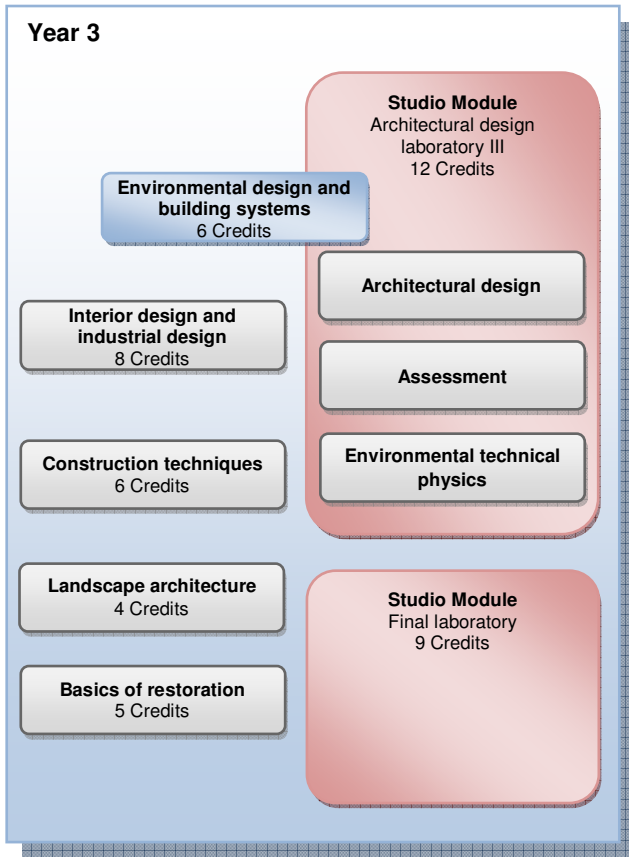 Year 3
Studio Module
Architectural design
laboratory III
12 Credits
Environmental design and
building systems
6 Credits
Architectural design
Interior design and
industrial design
8 Credits
Assessment
Construction techniques
6 Credits
Environmental technical
physics
Landscape architecture
4 Credits
Studio Module
Final laboratory
9 Credits
Basics of restoration
5 Credits